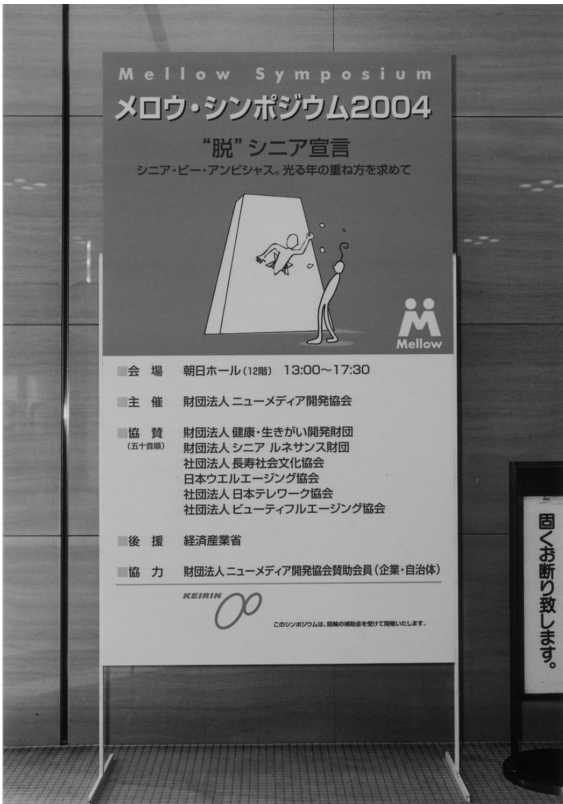 Mellow Symposium
メロウ・シンポジウム2004
“脱”シニア宣言
シニア・ビー・アンビシャス。光る年の重ね方を求めて
Mellow
会場 朝日ホール(12階) 13:00〜17:30
主催 財団法人 ニューメディア開発協会
協賛 財団法人 健康・生きがい開発財団
(五十音順) 財団法人 シニア ルネサンス財団
社団法人 長寿社会文化協会
日本ウエルエージング協会
社団法人 日本テレワーク協会
社団法人 ビューティフルエージング協会
後援 経済産業省
協力 財団法人 ニューメディア開発協会賛助会員(企業・自治体)
KEIRIN
このシンポジウムは、競輪の補助金を受けて開催いたします。
固くお断り致します。